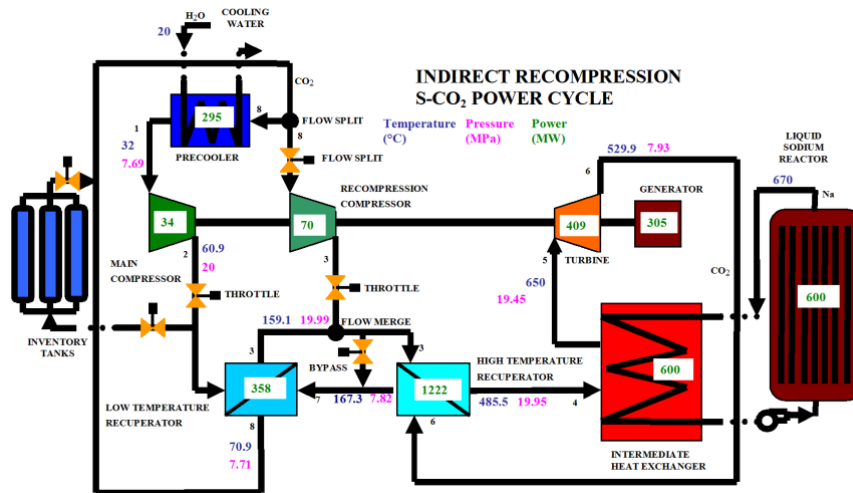 H₂O
COOLING
WATER
20
CO₂
INDIRECT RECOMPRESSION
S-CO₂ POWER CYCLE
Temperature Pressure Power
(°C) (MPa) (MW)
1
295
8
FLOW SPLIT
8
32
7.69
PRECOOLER
FLOW SPLIT
529.9 7.93
6
LIQUID
SODIUM
REACTOR
670
Na
RECOMPRESSION
COMPRESSOR
GENERATOR
34
70
409
305
2
60.9
20
3
5
TURBINE
CO₂
MAIN
COMPRESSOR
650
19.45
THROTTLE
THROTTLE
600
INVENTORY
TANKS
159.1 19.99
FLOW MERGE
3
3
BYPASS
HIGH TEMPERATURE
RECUPERATOR
358
1222
600
LOW TEMPERATURE
RECUPERATOR
7
167.3 7.82
485.5 19.95
4
8
6
70.9
7.71
INTERMEDIATE
HEAT EXCHANGER